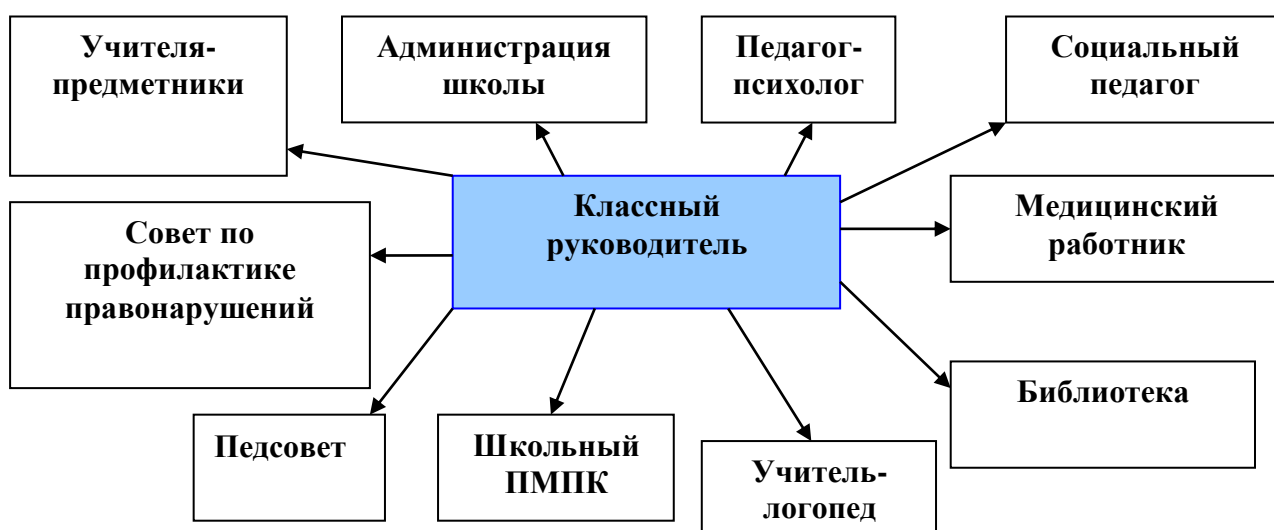 Учителя-
предметники
Администрация
школы
Педагог-
психолог
Социальный
педагог
Классный
руководитель
Медицинский
работник
Совет по
профилактике
правонарушений
Библиотека
Педсовет
Школьный
ПМПК
Учитель-
логопед